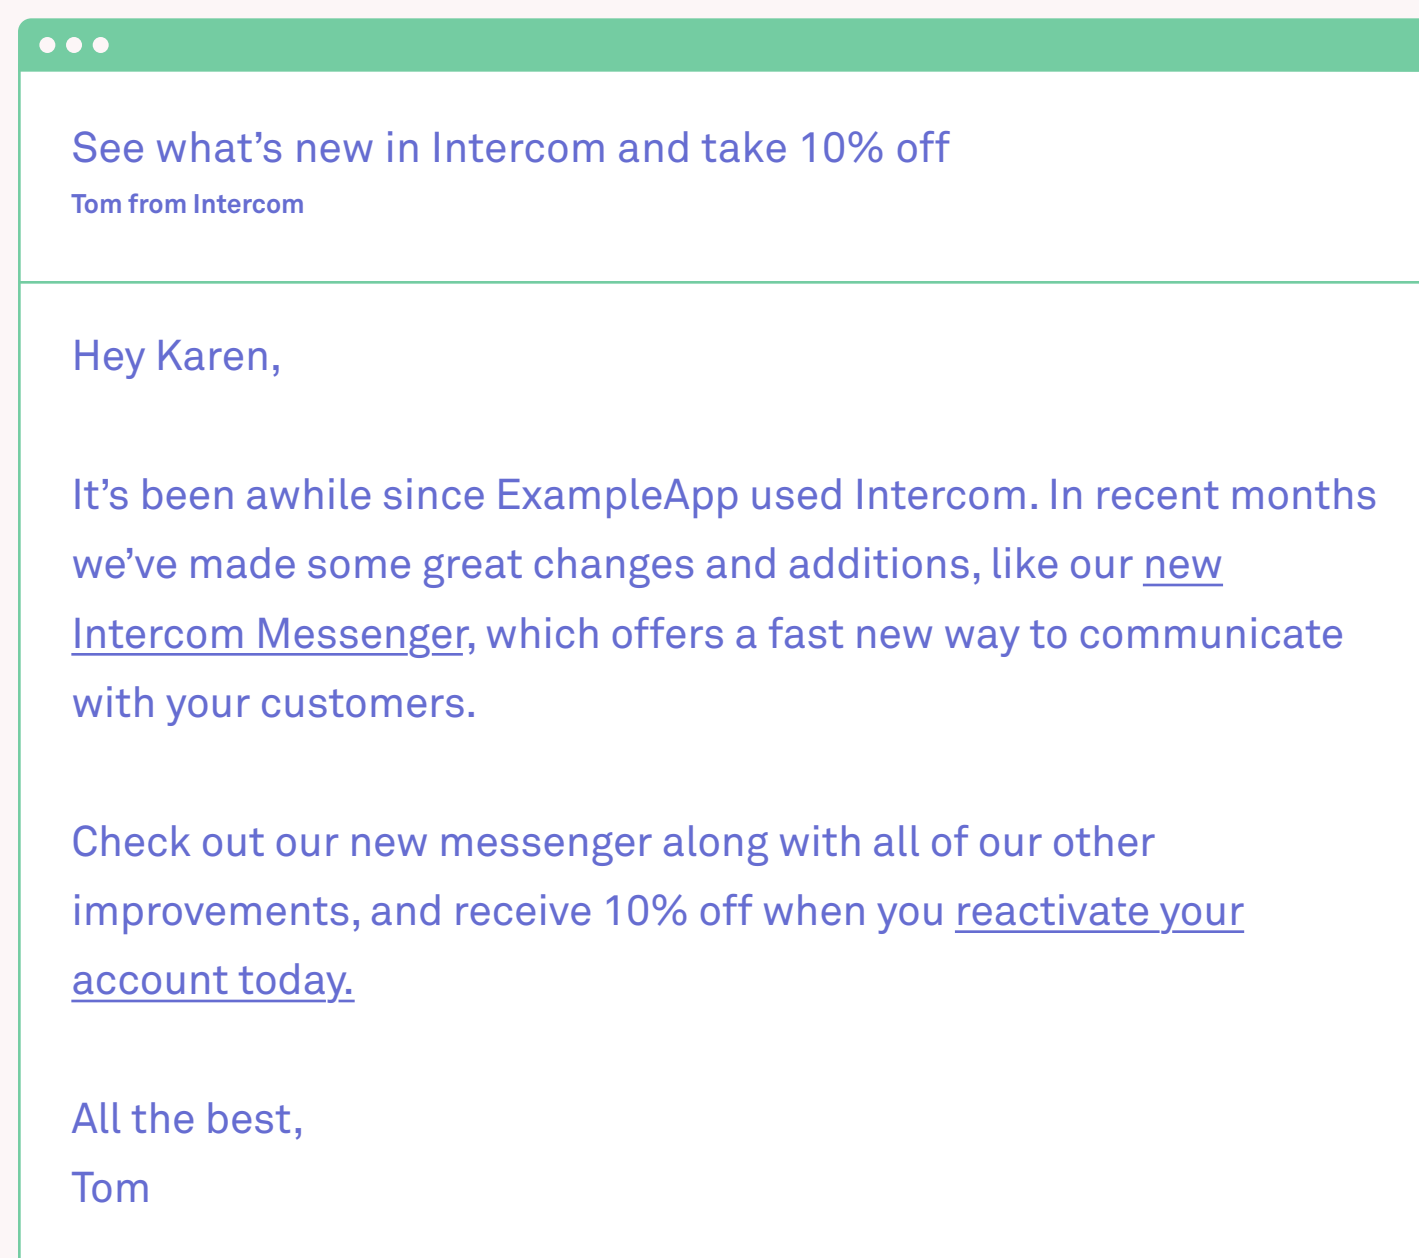 See what’s new in Intercom and take 10% off
Tom from Intercom
Hey Karen,
It’s been awhile since ExampleApp used Intercom. In recent months
we’ve made some great changes and additions, like our new
Intercom Messenger, which offers a fast new way to communicate
with your customers.
Check out our new messenger along with all of our other
improvements, and receive 10% off when you reactivate your
account today.
All the best,
Tom